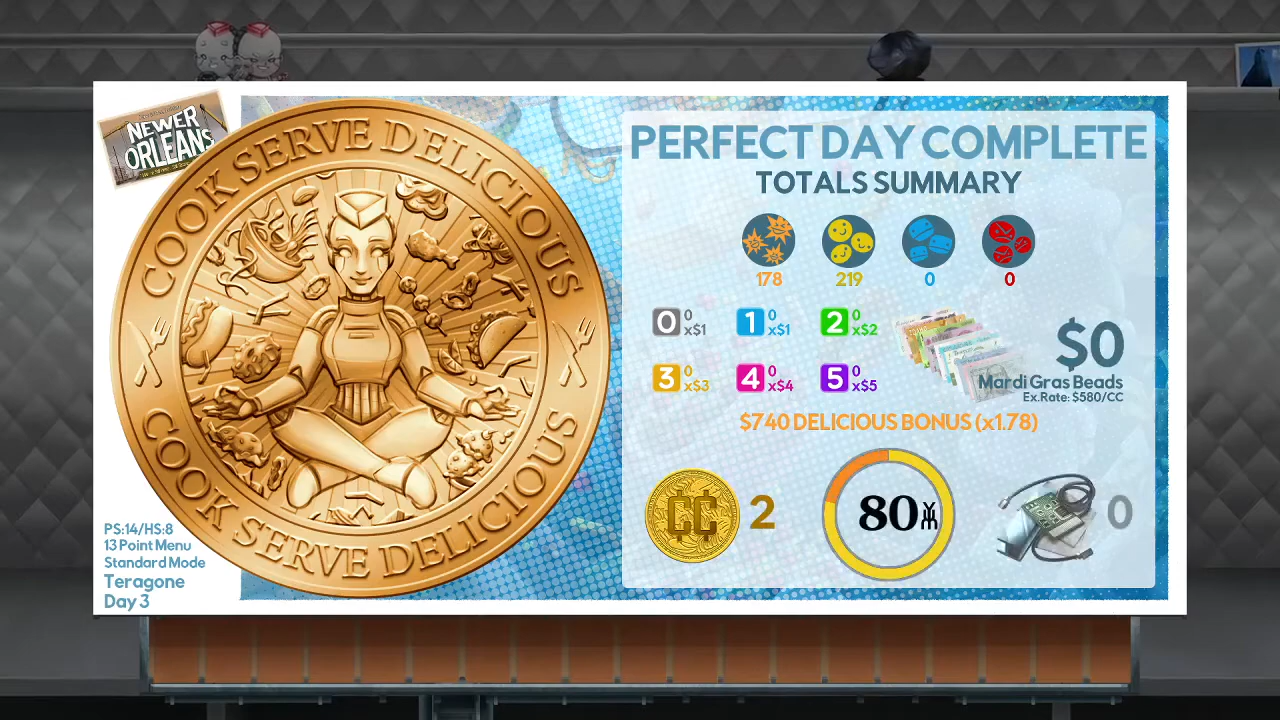 NEWER
ORLEANS
COOK SERVE DELICIOUS
COOK SERVE DELICIOUS
PS:14/HS:8
13 Point Menu
Standard Mode
Teragone
Day 3
PERFECT DAY COMPLETE
TOTALS SUMMARY
178 219 0 0
0 0 x$1 1 0 x$1 2 0 x$2
3 0 x$3 4 0 x$4 5 0 x$5
$0
Mardi Gras Beads
Ex.Rate: $580/CC
$740 DELICIOUS BONUS (x1.78)
CC 2 80 0